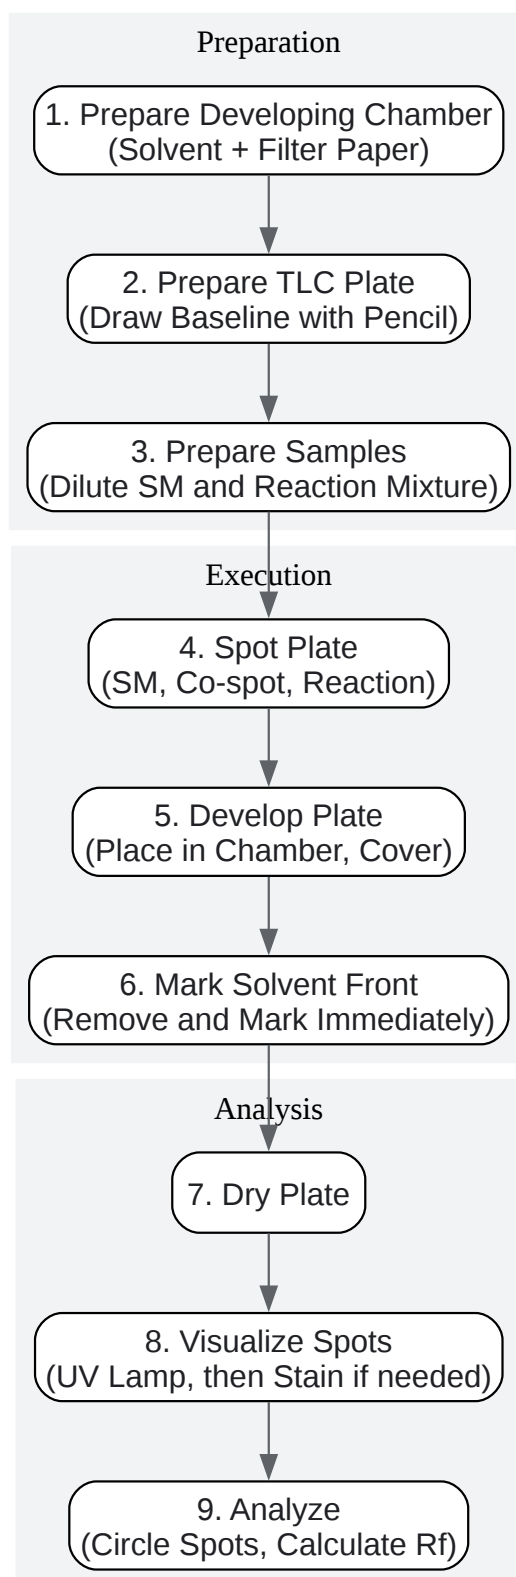 Preparation
1. Prepare Developing Chamber
(Solvent + Filter Paper)
2. Prepare TLC Plate
(Draw Baseline with Pencil)
3. Prepare Samples
(Dilute SM and Reaction Mixture)
Execution
4. Spot Plate
(SM, Co-spot, Reaction)
5. Develop Plate
(Place in Chamber, Cover)
6. Mark Solvent Front
(Remove and Mark Immediately)
Analysis
7. Dry Plate
8. Visualize Spots
(UV Lamp, then Stain if needed)
9. Analyze
(Circle Spots, Calculate Rf)